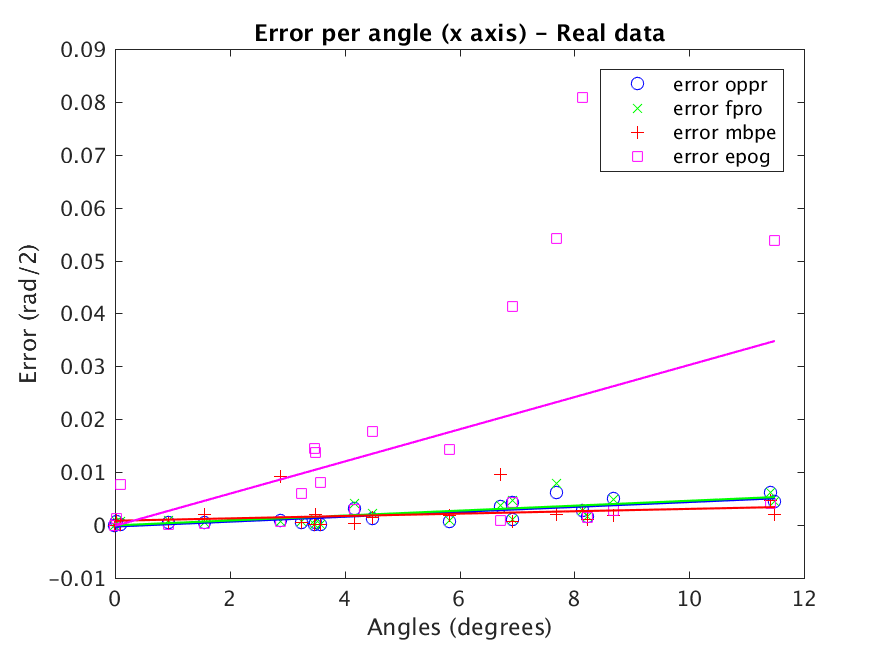 Error per angle (x axis) – Real data
0.09
0.08
0.07
0.06
0.05
0.04
0.03
0.02
0.01
0
-0.01
Error (rad/2)
error oppr
error fpro
error mbpe
error epog
0 2 4 6 8 10 12
Angles (degrees)